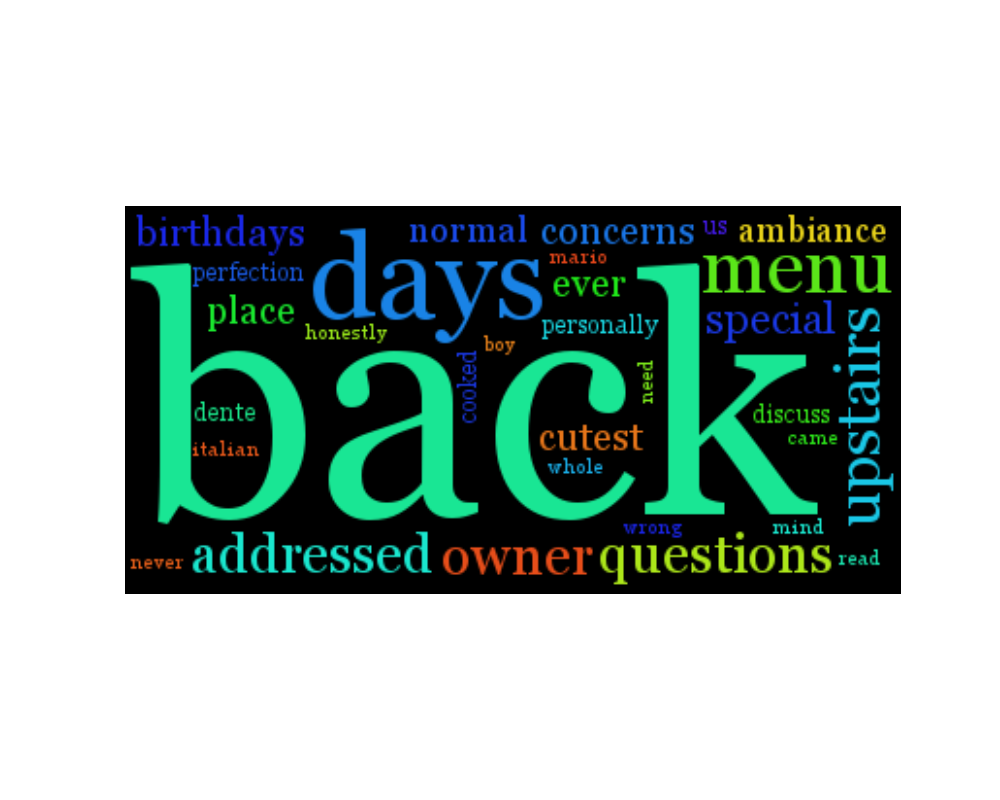 birthdays
normal
concerns
us
ambiance
perfection
days
mario
menu
place
ever
special
honestly
personally
boy
upstairs
back
cooked
need
dente
discuss
italian
cutest
came
whole
wrong
mind
never
addressed
owner
questions
read